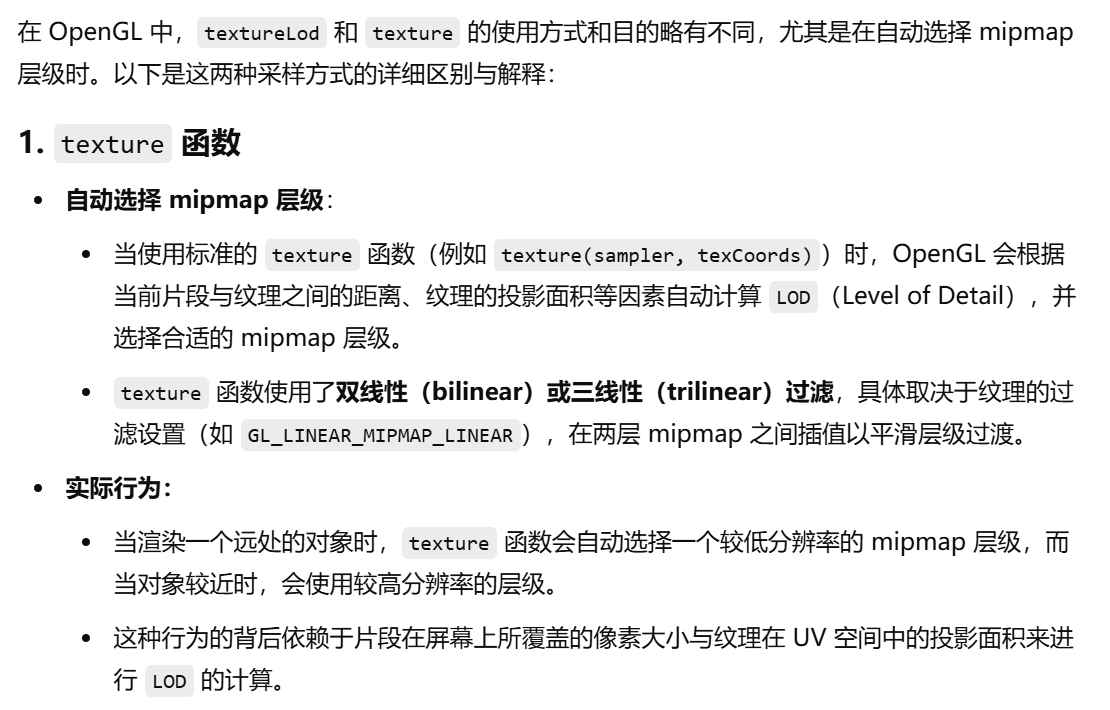 在 OpenGL 中，textureLod 和 texture 的使用方式和目的略有不同，尤其是在自动选择 mipmap
层级时。以下是这两种采样方式的详细区别与解释：
1. texture 函数
• 自动选择 mipmap 层级：
• 当使用标准的 texture 函数（例如 texture(sampler, texCoords)）时，OpenGL 会根据
当前片段与纹理之间的距离、纹理的投影面积等因素自动计算 LOD（Level of Detail），并
选择合适的 mipmap 层级。
• texture 函数使用了双线性（bilinear）或三线性（trilinear）过滤，具体取决于纹理的过
滤设置（如 GL_LINEAR_MIPMAP_LINEAR），在两层 mipmap 之间插值以平滑层级过渡。
• 实际行为：
• 当渲染一个远处的对象时，texture 函数会自动选择一个较低分辨率的 mipmap 层级，而
当对象较近时，会使用较高分辨率的层级。
• 这种行为的背后依赖于片段在屏幕上所覆盖的像素大小与纹理在 UV 空间中的投影面积来进
行 LOD 的计算。